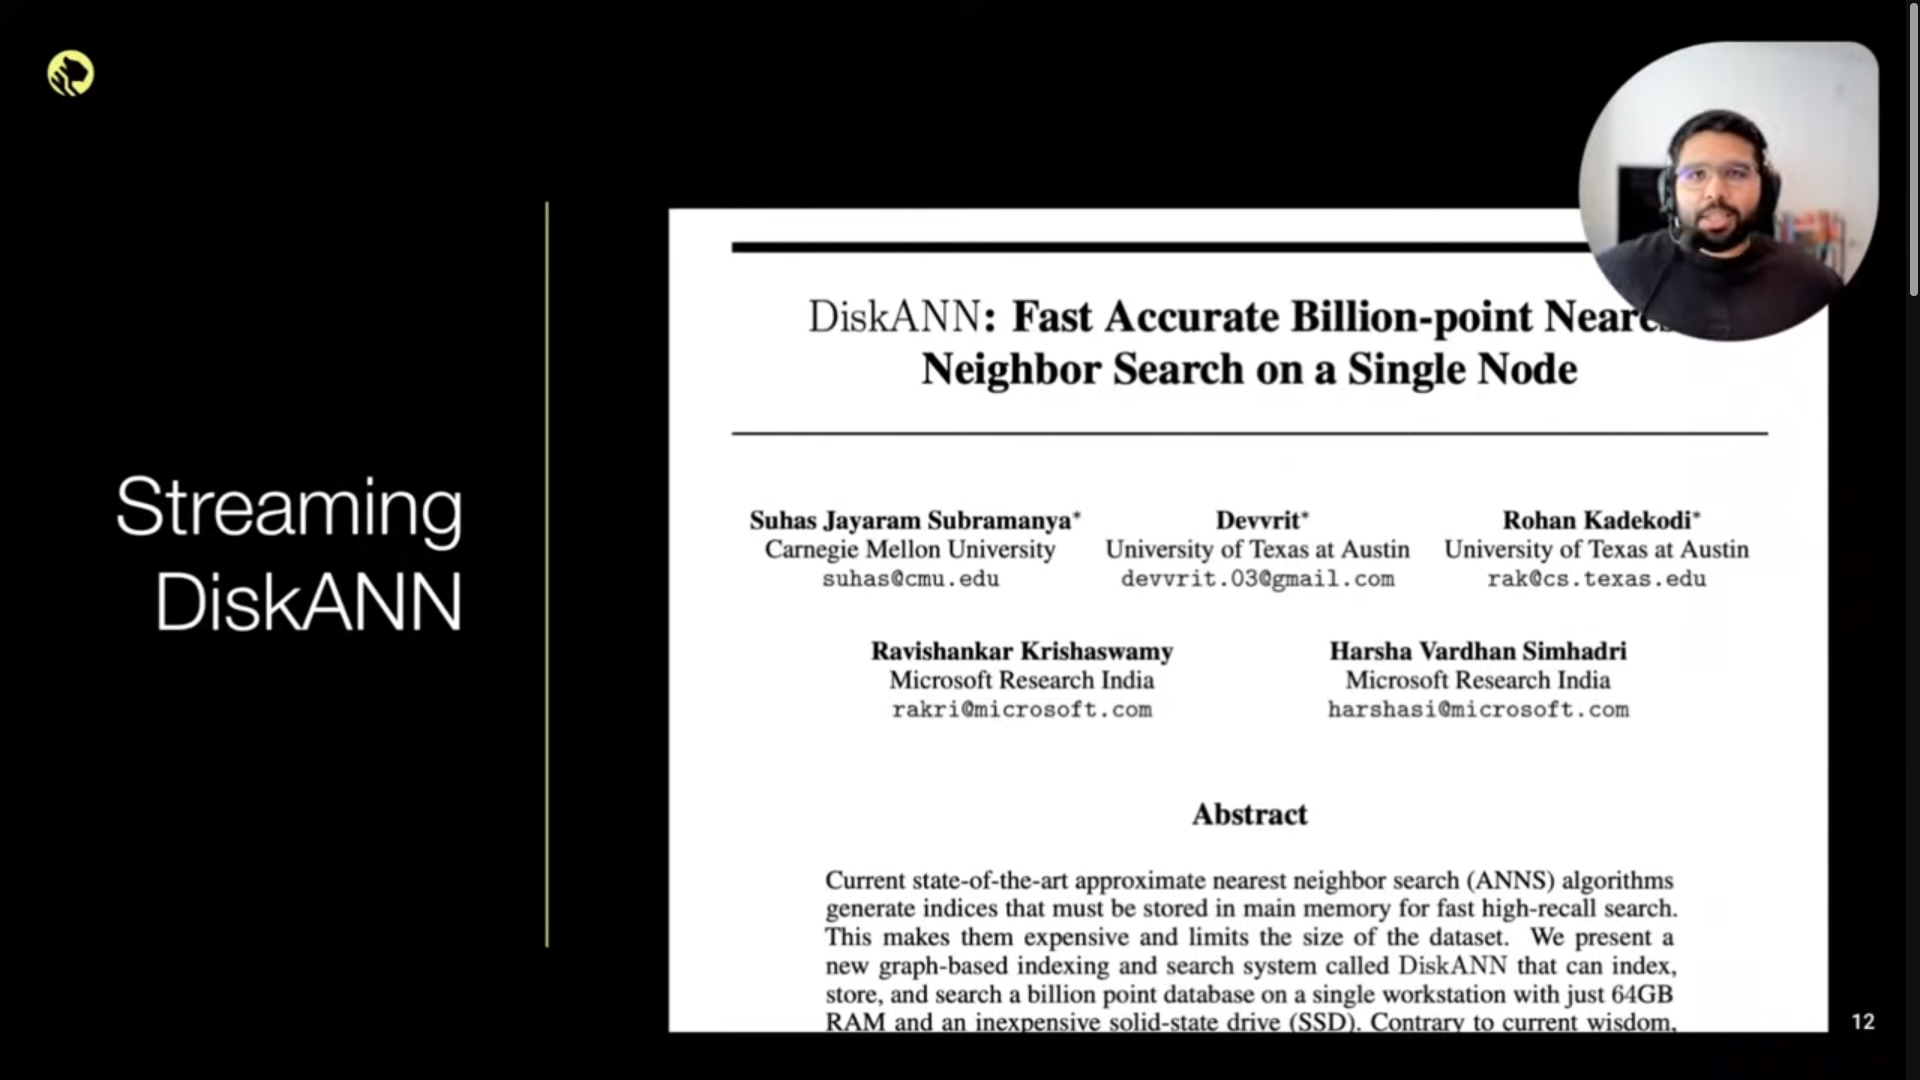 Streaming
DiskANN
DiskANN: Fast Accurate Billion-point
Neighbor Search on a Single Node
Suhas Jayaram Subramanya* Devvrit* Rohan Kadekodi*
Carnegie Mellon University University of Texas at Austin University of Texas at Austin
suhas@cmu.edu devvrit.03@gmail.com rak@cs.texas.edu
Ravishankar Krishaswamy Harsha Vardhan Simhadri
Microsoft Research India Microsoft Research India
rakri@microsoft.com harshasi@microsoft.com
Abstract
Current state-of-the-art approximate nearest neighbor search (ANNS) algorithms
generate indices that must be stored in main memory for fast high-recall search.
This makes them expensive and limits the size of the dataset. We present a
new graph-based indexing and search system called DiskANN that can index,
store, and search a billion point database on a single workstation with just 64GB
RAM and an inexpensive solid-state drive (SSD). Contrary to current wisdom,
12